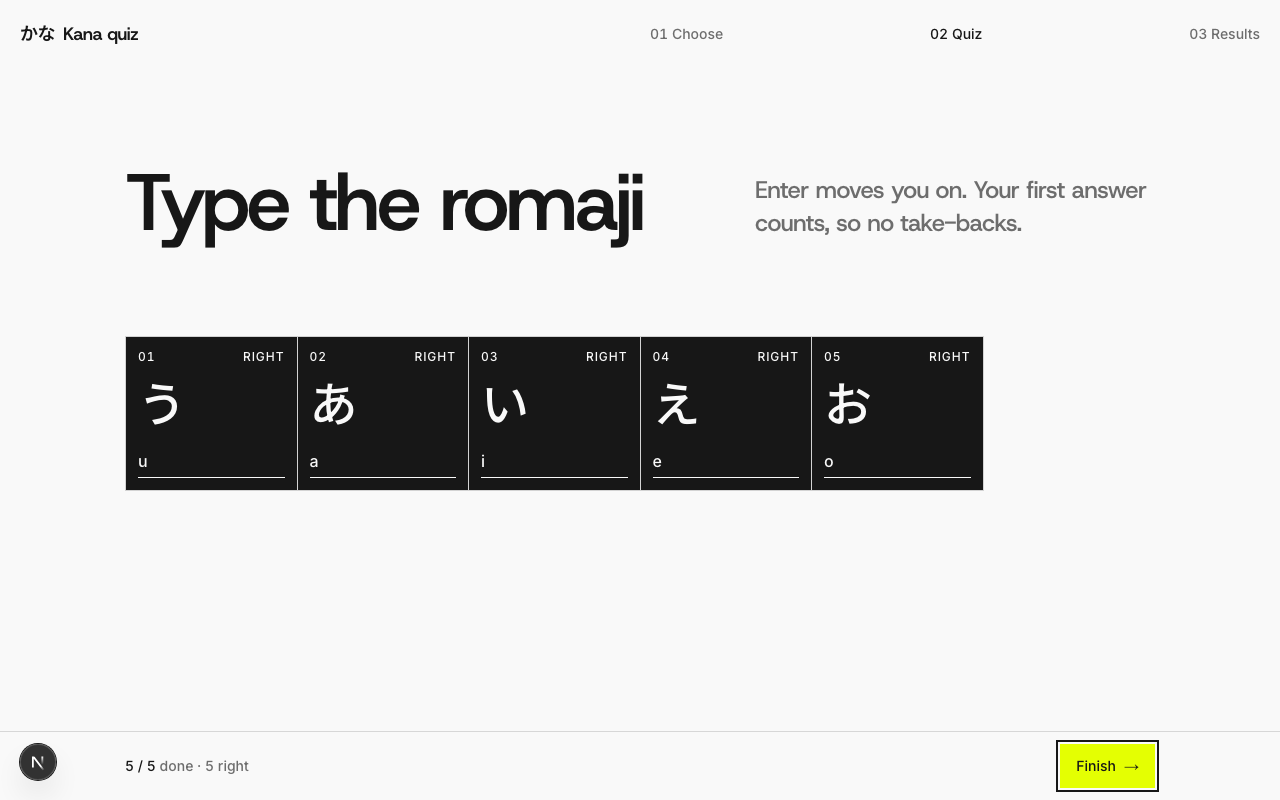 かな Kana quiz
01 Choose
02 Quiz
03 Results
Type the romaji
Enter moves you on. Your first answer
counts, so no take-backs.
01 RIGHT
う
u
02 RIGHT
あ
a
03 RIGHT
い
i
04 RIGHT
え
e
05 RIGHT
お
o
N
5 / 5 done · 5 right
Finish →